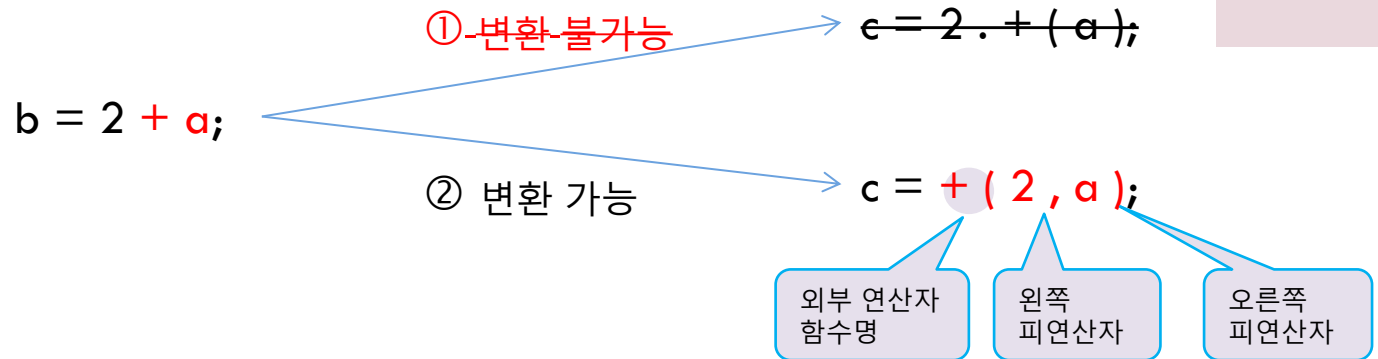 ① 변환 불가능
c = 2 . + ( a );
b = 2 + a;
② 변환 가능
c = + ( 2 , a );
외부 연산자
함수명
왼쪽
피연산자
오른쪽
피연산자